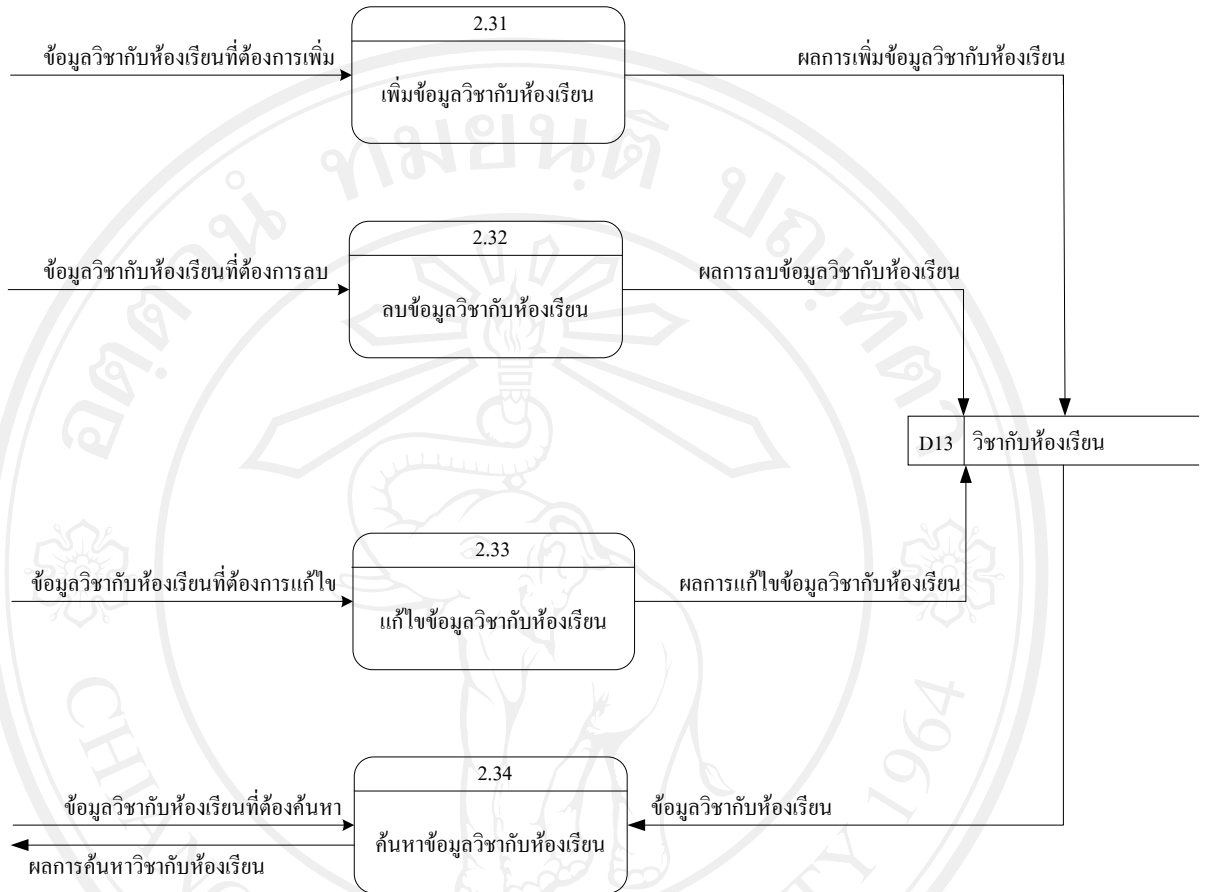 2.31
ข้อมูลวิชากับห้องเรียนที่ต้องการเพิ่ม
ผลการเพิ่มข้อมูลวิชากับห้องเรียน
เพิ่มข้อมูลวิชากับห้องเรียน
2.32
ข้อมูลวิชากับห้องเรียนที่ต้องการลบ
ผลการลบข้อมูลวิชากับห้องเรียน
ลบข้อมูลวิชากับห้องเรียน
D13 วิชากับห้องเรียน
2.33
ข้อมูลวิชากับห้องเรียนที่ต้องการแก้ไข
ผลการแก้ไขข้อมูลวิชากับห้องเรียน
แก้ไขข้อมูลวิชากับห้องเรียน
2.34
ข้อมูลวิชากับห้องเรียนที่ต้องค้นหา
ข้อมูลวิชากับห้องเรียน
ค้นหาข้อมูลวิชากับห้องเรียน
ผลการค้นหาวิชากับห้องเรียน
1964